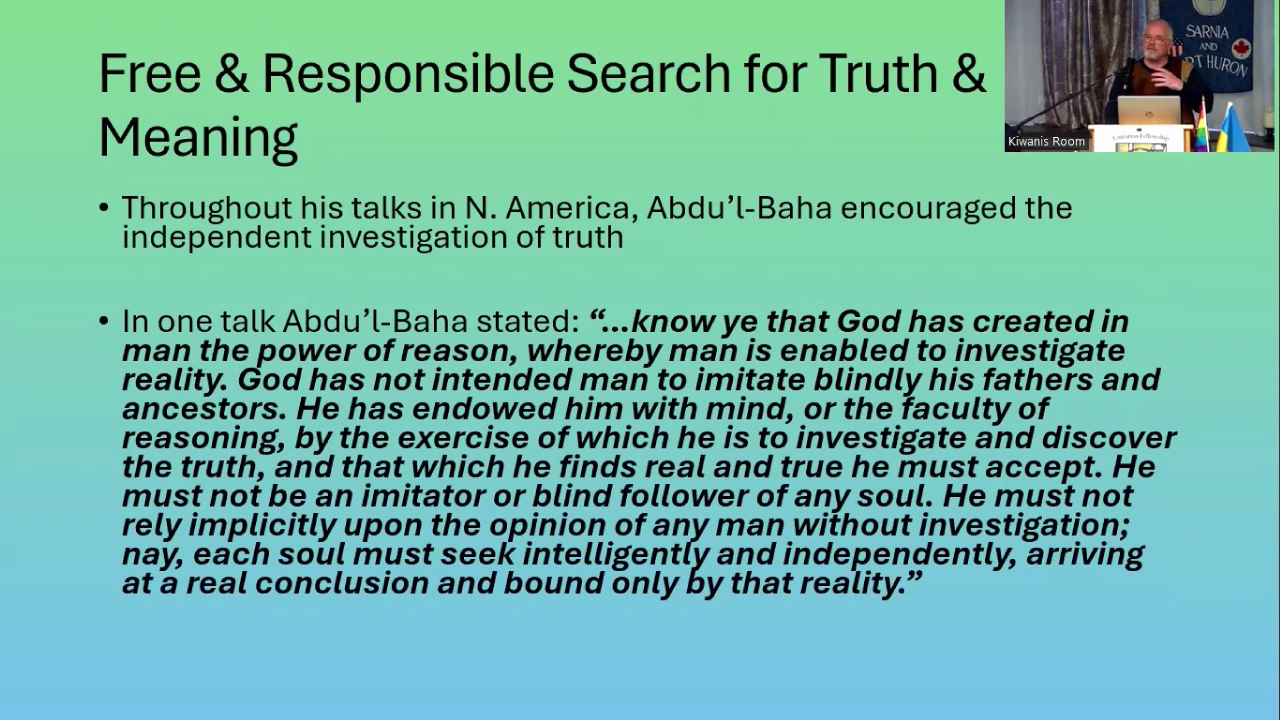 Free & Responsible Search for Truth &
Meaning
SARNIA
AND
RT HURON
Kiwanis Room
Unitarian Fellowship
• Throughout his talks in N. America, Abdu’l-Baha encouraged the
independent investigation of truth
• In one talk Abdu’l-Baha stated: “...know ye that God has created in
man the power of reason, whereby man is enabled to investigate
reality. God has not intended man to imitate blindly his fathers and
ancestors. He has endowed him with mind, or the faculty of
reasoning, by the exercise of which he is to investigate and discover
the truth, and that which he finds real and true he must accept. He
must not be an imitator or blind follower of any soul. He must not
rely implicitly upon the opinion of any man without investigation;
nay, each soul must seek intelligently and independently, arriving
at a real conclusion and bound only by that reality.”